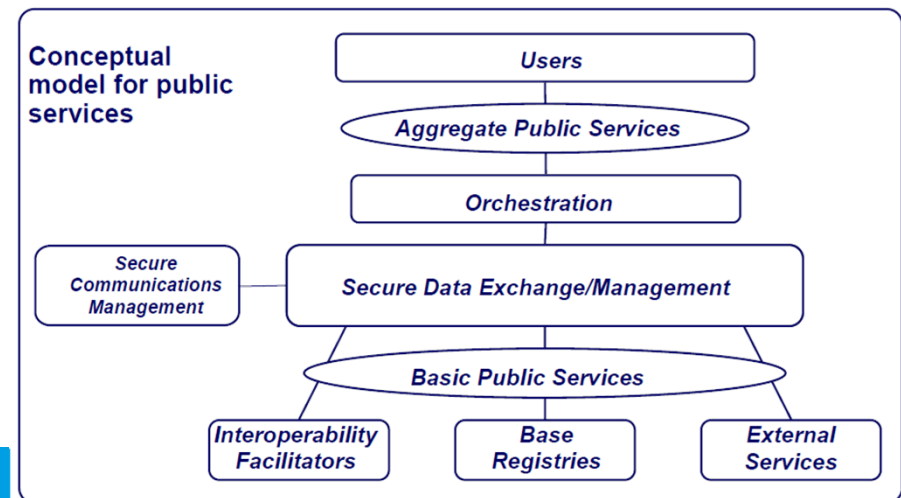 Conceptual
model for public
services
Users
Aggregate Public Services
Orchestration
Secure
Communications
Management
Secure Data Exchange/Management
Basic Public Services
Interoperability
Facilitators
Base
Registries
External
Services